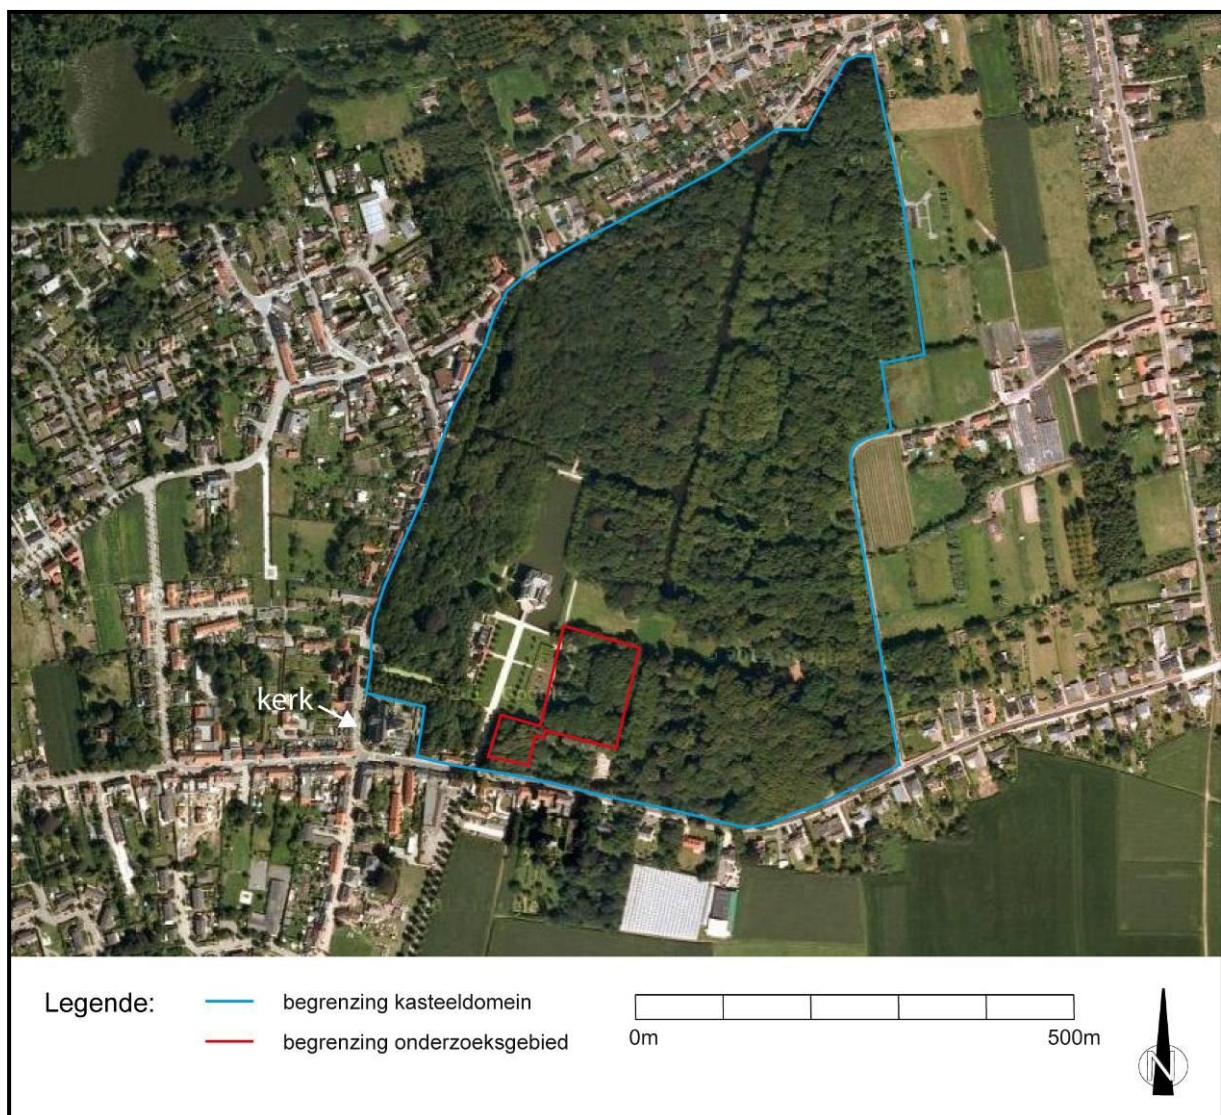 kerk
Legende:
begrenzing kasteeldomein
begrenzing onderzoeksgebied
0m 500m
N